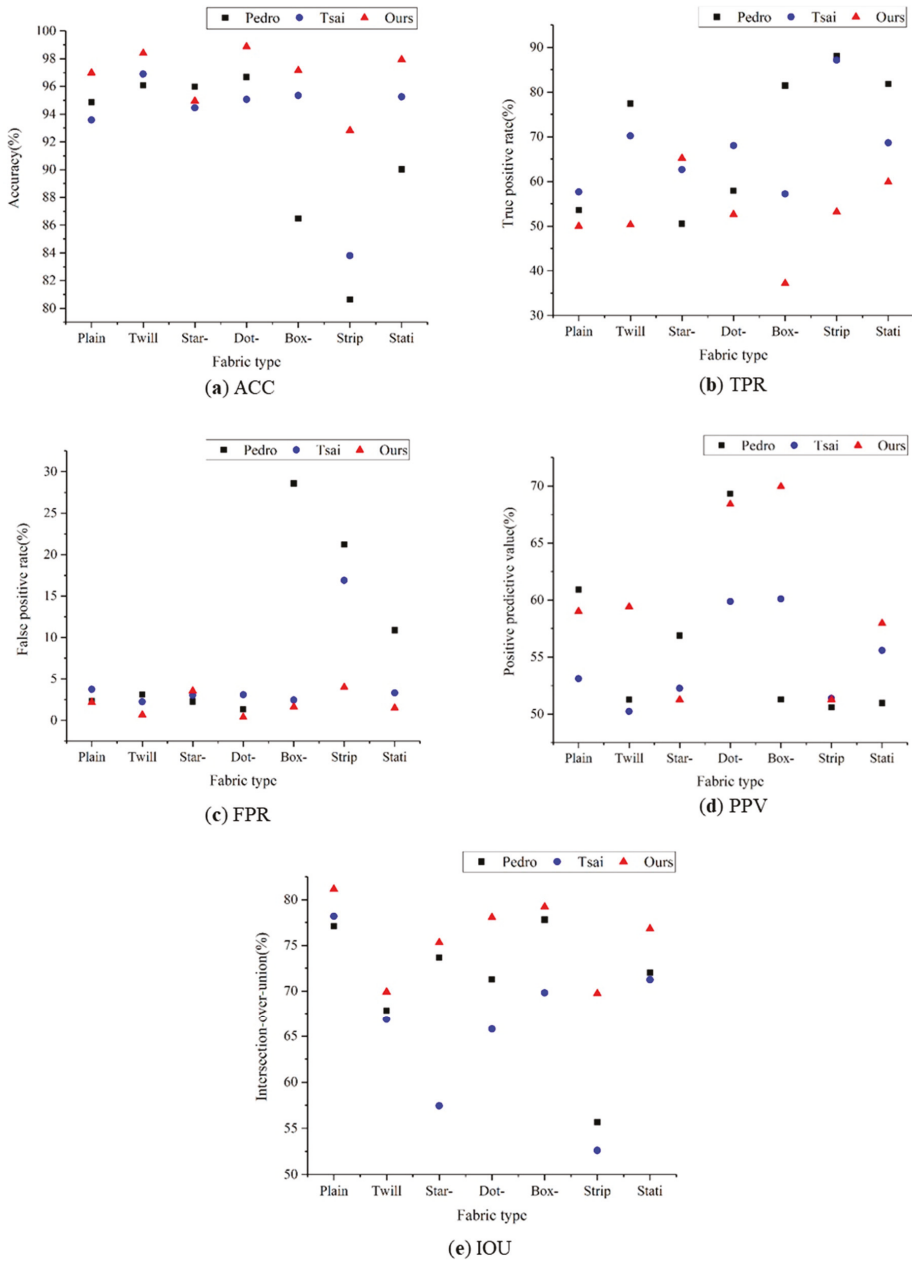 Pedro Tsai Ours
100
98
96
94
92
90
88
86
84
82
80
Accuracy(%)
Plain Twill Star- Dot- Box- Strip Stati
Fabric type
(a) ACC
Pedro Tsai Ours
90
80
70
60
50
40
30
True positive rate(%)
Plain Twill Star- Dot- Box- Strip Stati
Fabric type
(b) TPR
Pedro Tsai Ours
30
25
20
15
10
5
0
False positive rate(%)
Plain Twill Star- Dot- Box- Strip Stati
Fabric type
(c) FPR
Pedro Tsai Ours
70
65
60
55
50
Positive predictive value(%)
Plain Twill Star- Dot- Box- Strip Stati
Fabric type
(d) PPV
Pedro Tsai Ours
80
75
70
65
60
55
50
Intersection-over-union(%)
Plain Twill Star- Dot- Box- Strip Stati
Fabric type
(e) IOU